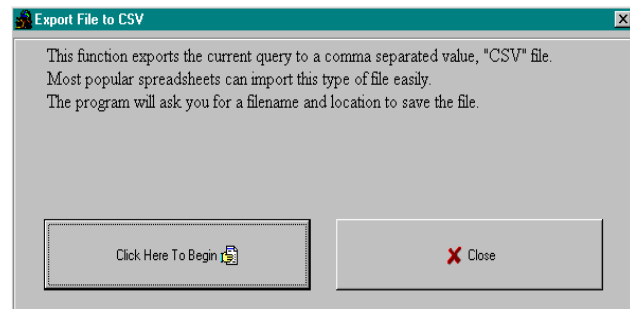 Export File to CSV
This function exports the current query to a comma separated value, "CSV" file.
Most popular spreadsheets can import this type of file easily.
The program will ask you for a filename and location to save the file.
Click Here To Begin
Close